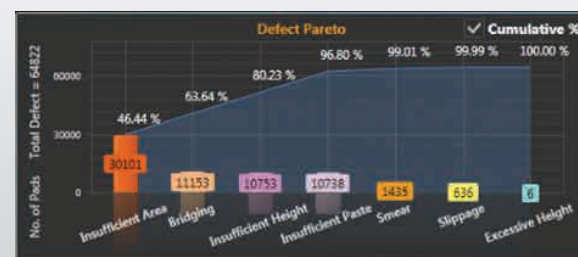 Defect Pareto
Cumulative %
No. of Pads Total Defect = 64822
60000
30000
0
46.44 %
63.64 %
80.23 %
96.80 %
99.01 %
99.99 %
100.00 %
30101
11153
10753
10738
1435
636
6
Insufficient Area
Bridging
Insufficient Height
Insufficient Paste
Smear
Slippage
Excessive Height